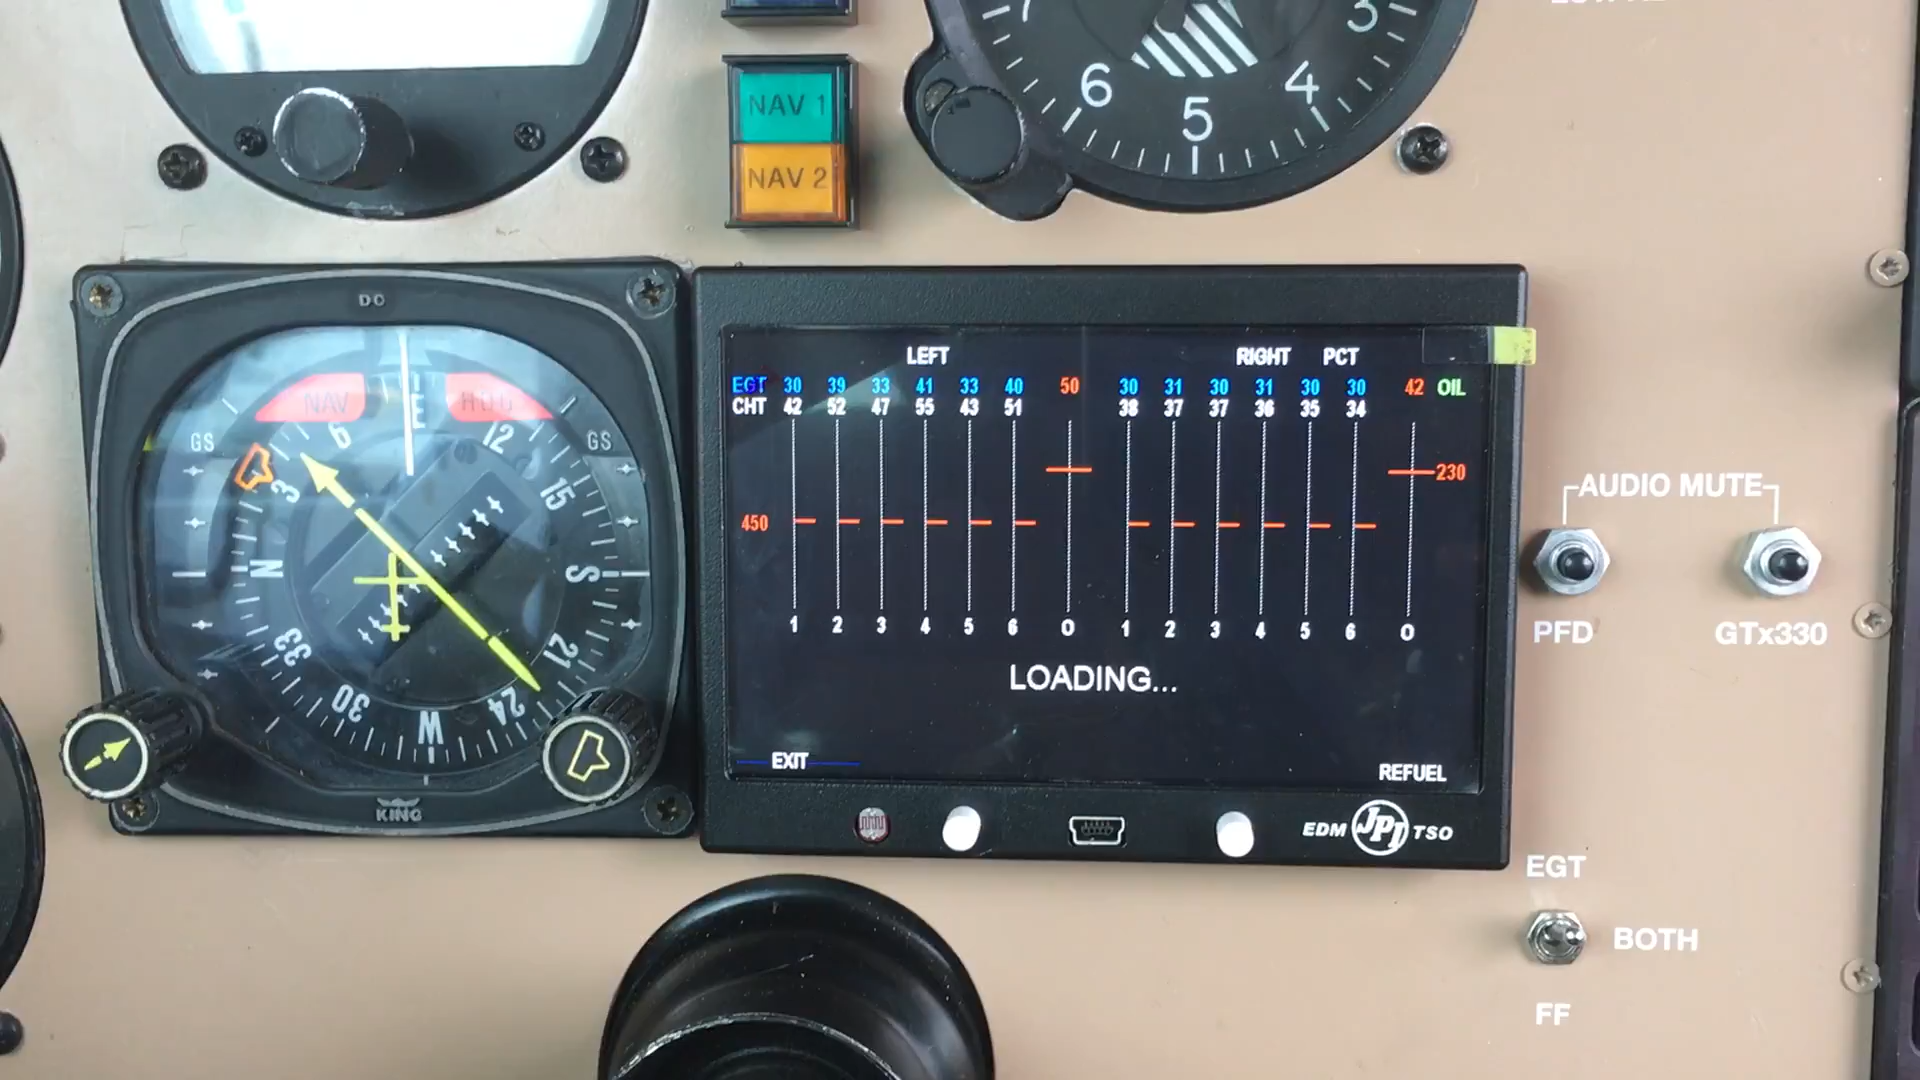 7
3
6
4
5
NAV 1
NAV 2
DG
NAV
HDG
GS
GS
E
6
12
3
15
N
S
33
21
30
24
W
KING
LEFT
RIGHT PCT
EGT 30 39 33 41 33 40 50 30 31 30 31 30 30 42 OIL
CHT 42 52 47 55 43 51 38 37 37 36 35 34
230
450
1 2 3 4 5 6 O 1 2 3 4 5 6 O
LOADING...
EXIT
REFUEL
EDM JPI TSO
AUDIO MUTE
PFD
GTx330
EGT
BOTH
FF